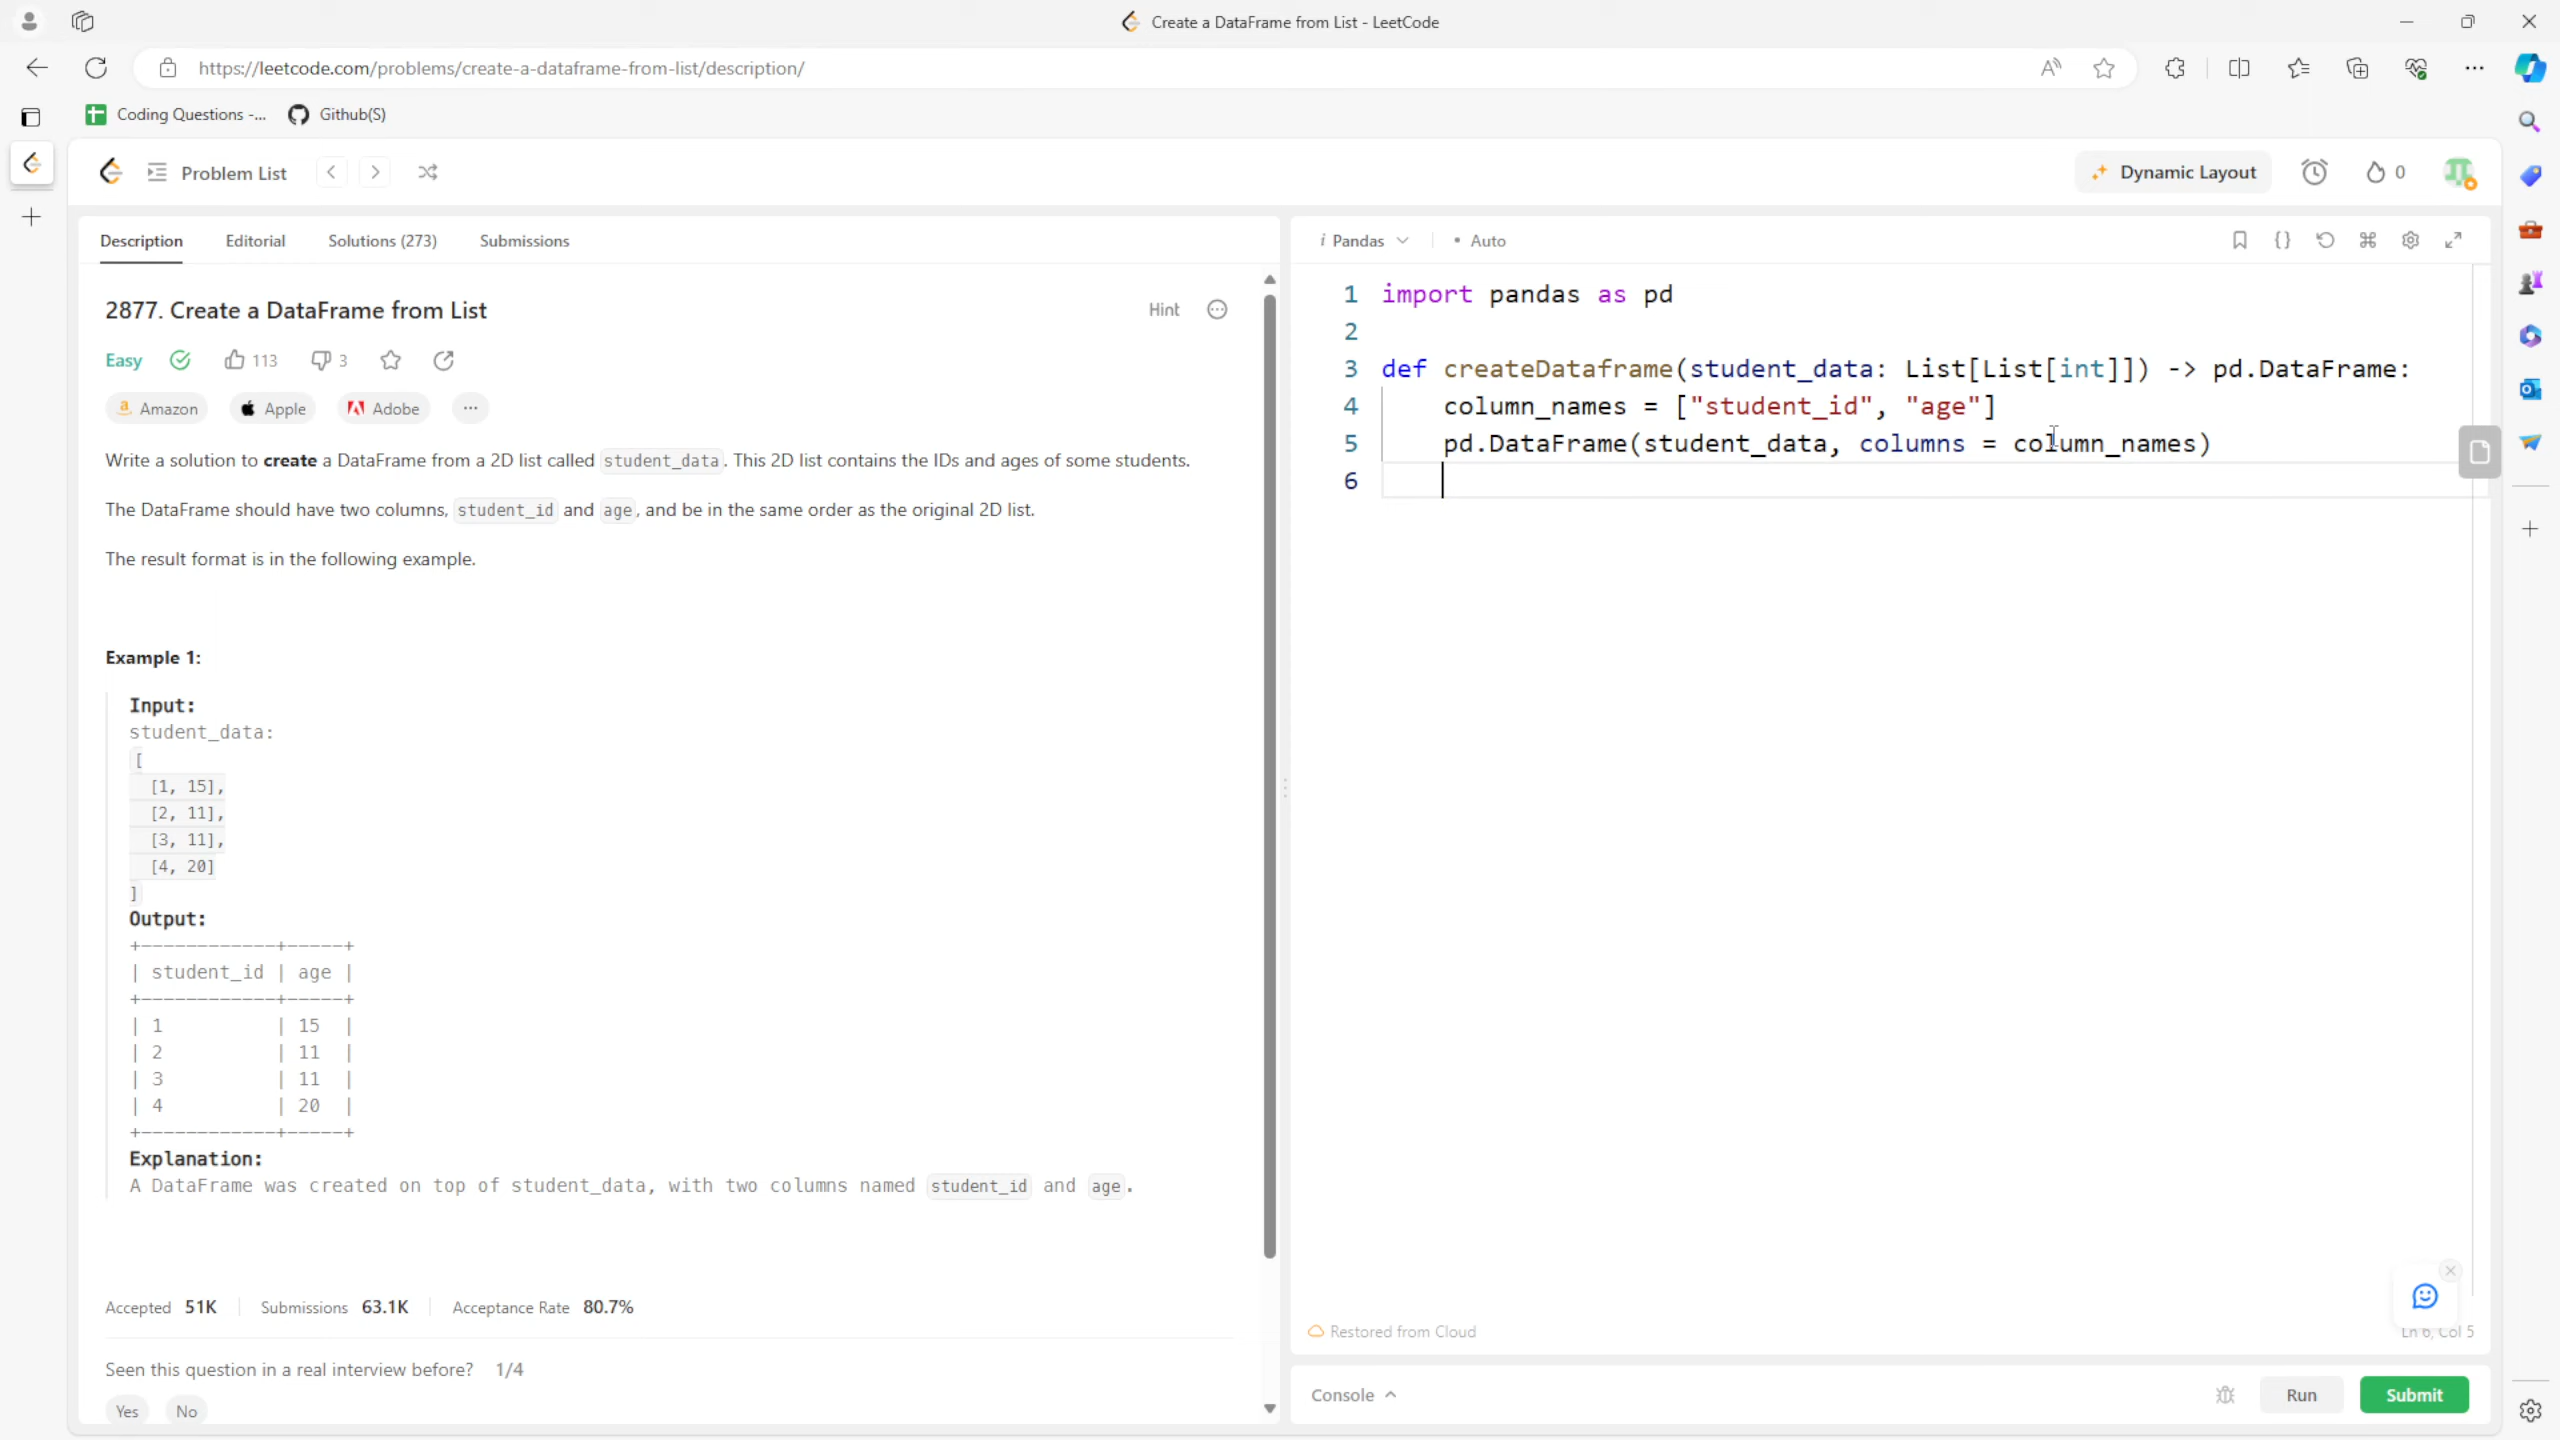 Create a DataFrame from List - LeetCode
https://leetcode.com/problems/create-a-dataframe-from-list/description/
Coding Questions -... Github(S)
Problem List
Dynamic Layout 0
Description Editorial Solutions (273) Submissions
2877. Create a DataFrame from List
Hint
Easy 113 3
Amazon Apple Adobe ...
Write a solution to create a DataFrame from a 2D list called student_data. This 2D list contains the IDs and ages of some students.
The DataFrame should have two columns, student_id and age, and be in the same order as the original 2D list.
The result format is in the following example.
Example 1:
Input:
student_data:
[
[1, 15],
[2, 11],
[3, 11],
[4, 20]
]
Output:
+------------+-----+
| student_id | age |
+------------+-----+
| 1 | 15 |
| 2 | 11 |
| 3 | 11 |
| 4 | 20 |
+------------+-----+
Explanation:
A DataFrame was created on top of student_data, with two columns named student_id and age.
Accepted 51K Submissions 63.1K Acceptance Rate 80.7%
Seen this question in a real interview before? 1/4
Yes No
i Pandas • Auto
1 import pandas as pd
2
3 def createDataframe(student_data: List[List[int]]) -> pd.DataFrame:
4 column_names = ["student_id", "age"]
5 pd.DataFrame(student_data, columns = column_names)
6
Restored from Cloud
Ln 6, Col 5
Console
Run
Submit